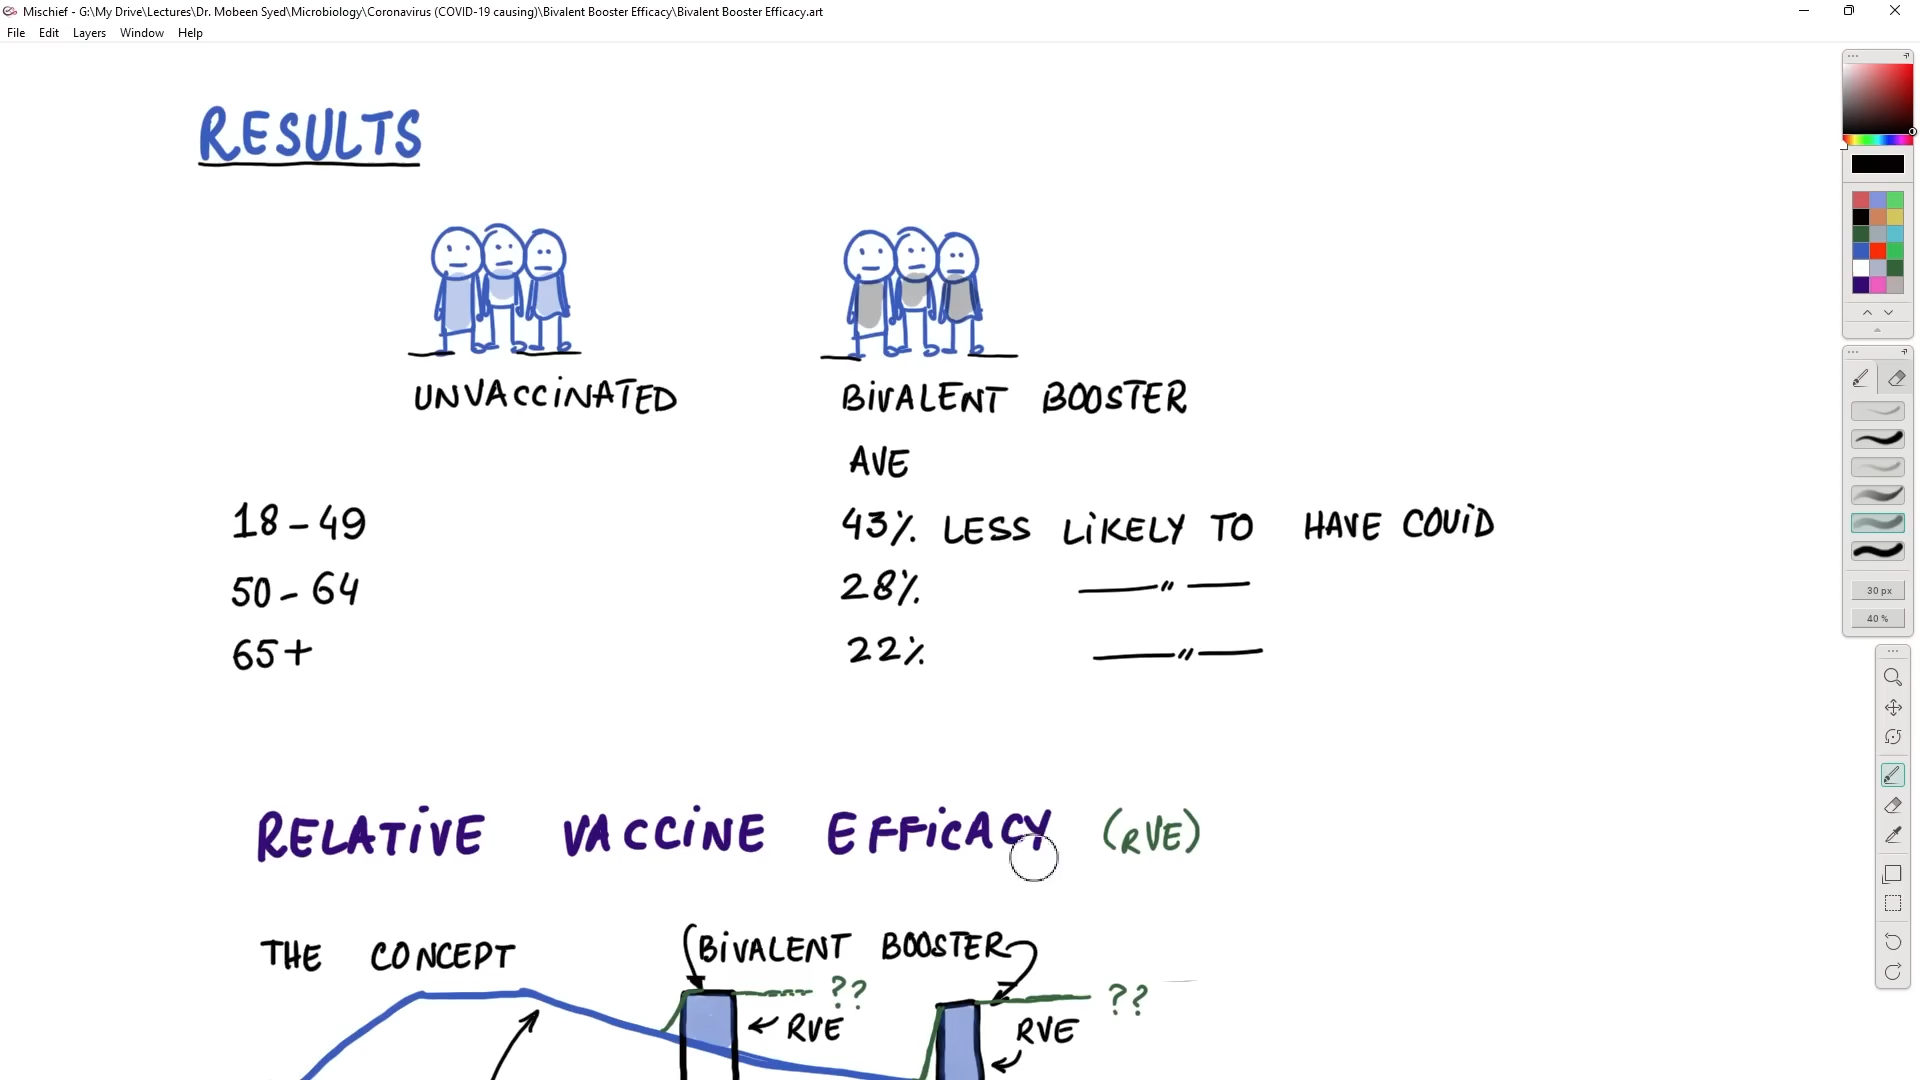 Mischief - G:\My Drive\Lectures\Dr. Mobeen Syed\Microbiology\Coronavirus (COVID-19 causing)\Bivalent Booster Efficacy\Bivalent Booster Efficacy.art
File Edit Layers Window Help
RESULTS
UNVACCINATED BIVALENT BOOSTER
AVE
18-49 43% LESS LIKELY TO HAVE COVID
50-64 28% —"—
65+ 22% —"—
30 px
40 %
RELATIVE VACCINE EFFICACY (RVE)
THE CONCEPT BIVALENT BOOSTER
?? ??
RVE RVE